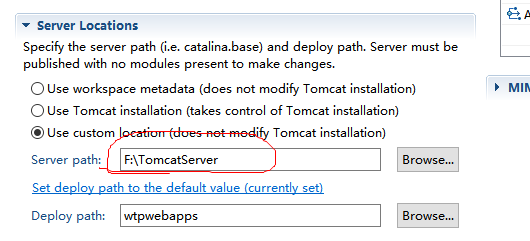 Server Locations
Specify the server path (i.e. catalina.base) and deploy path. Server must be
published with no modules present to make changes.
Use workspace metadata (does not modify Tomcat installation)
Use Tomcat installation (takes control of Tomcat installation)
Use custom location (does not modify Tomcat installation)
Server path: F:\TomcatServer Browse...
Set deploy path to the default value (currently set)
Deploy path: wtpwebapps Browse...
A
MIM